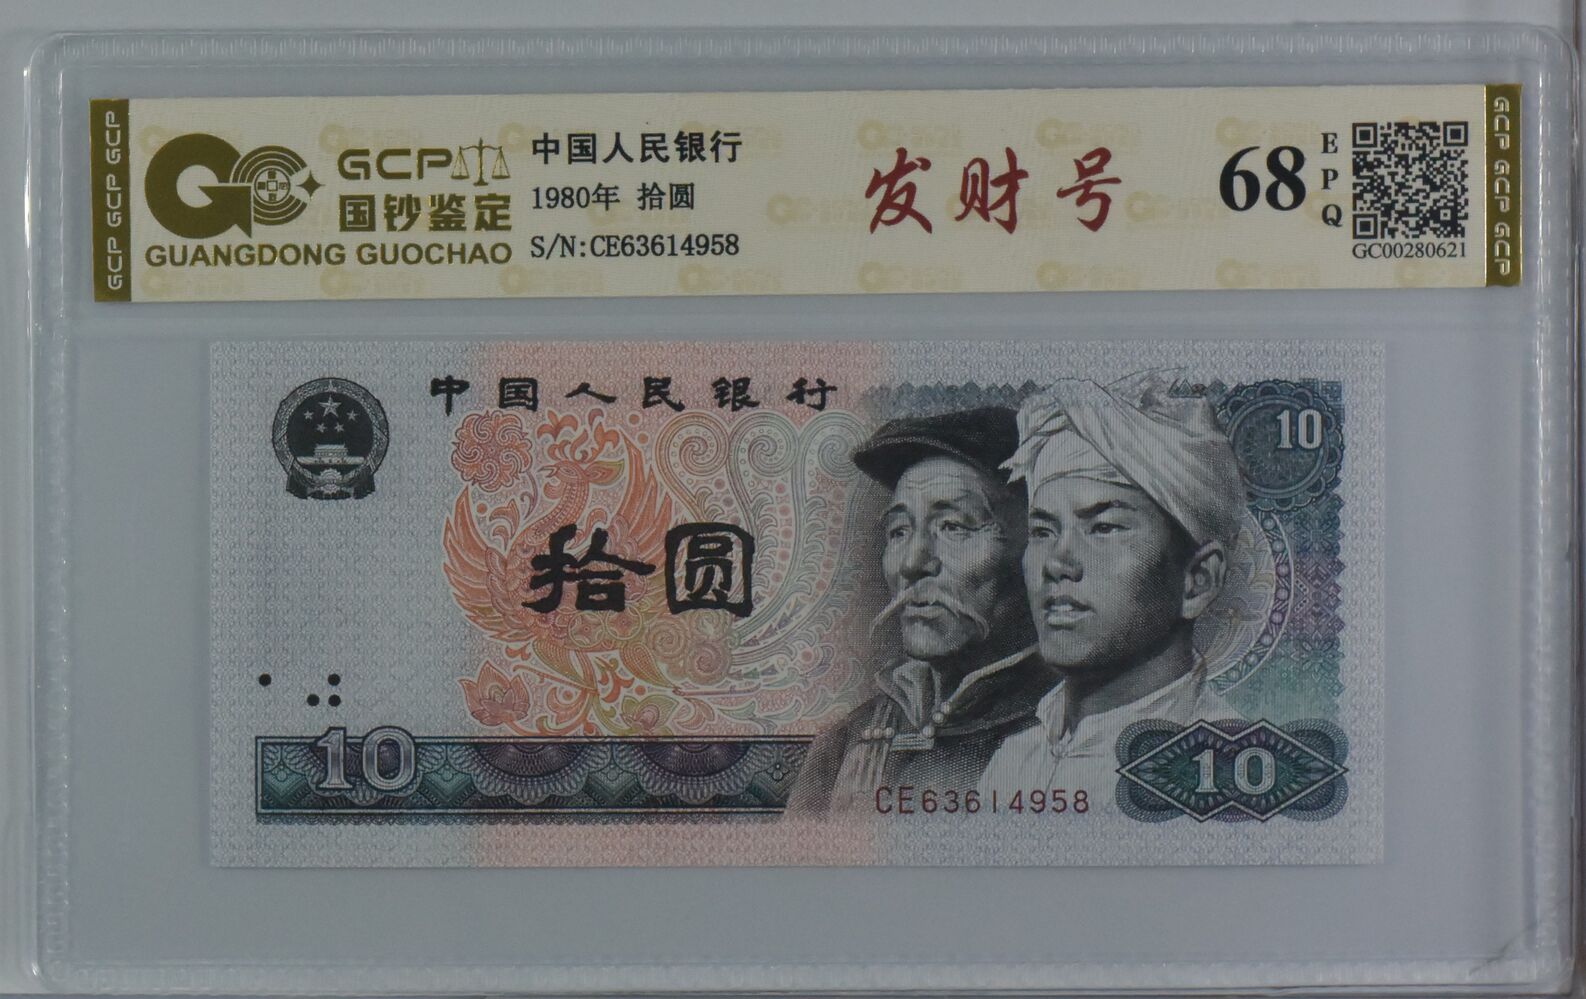 GCP GCP GCP
GCP
国钞鉴定
GUANGDONG GUOCHAO
中国人民银行
1980年 拾圆
S/N:CE63614958
发财号
68
EPQ
GC00280621
GCP GCP GCP
中国人民银行
10
拾圆
10
CE63614958
10